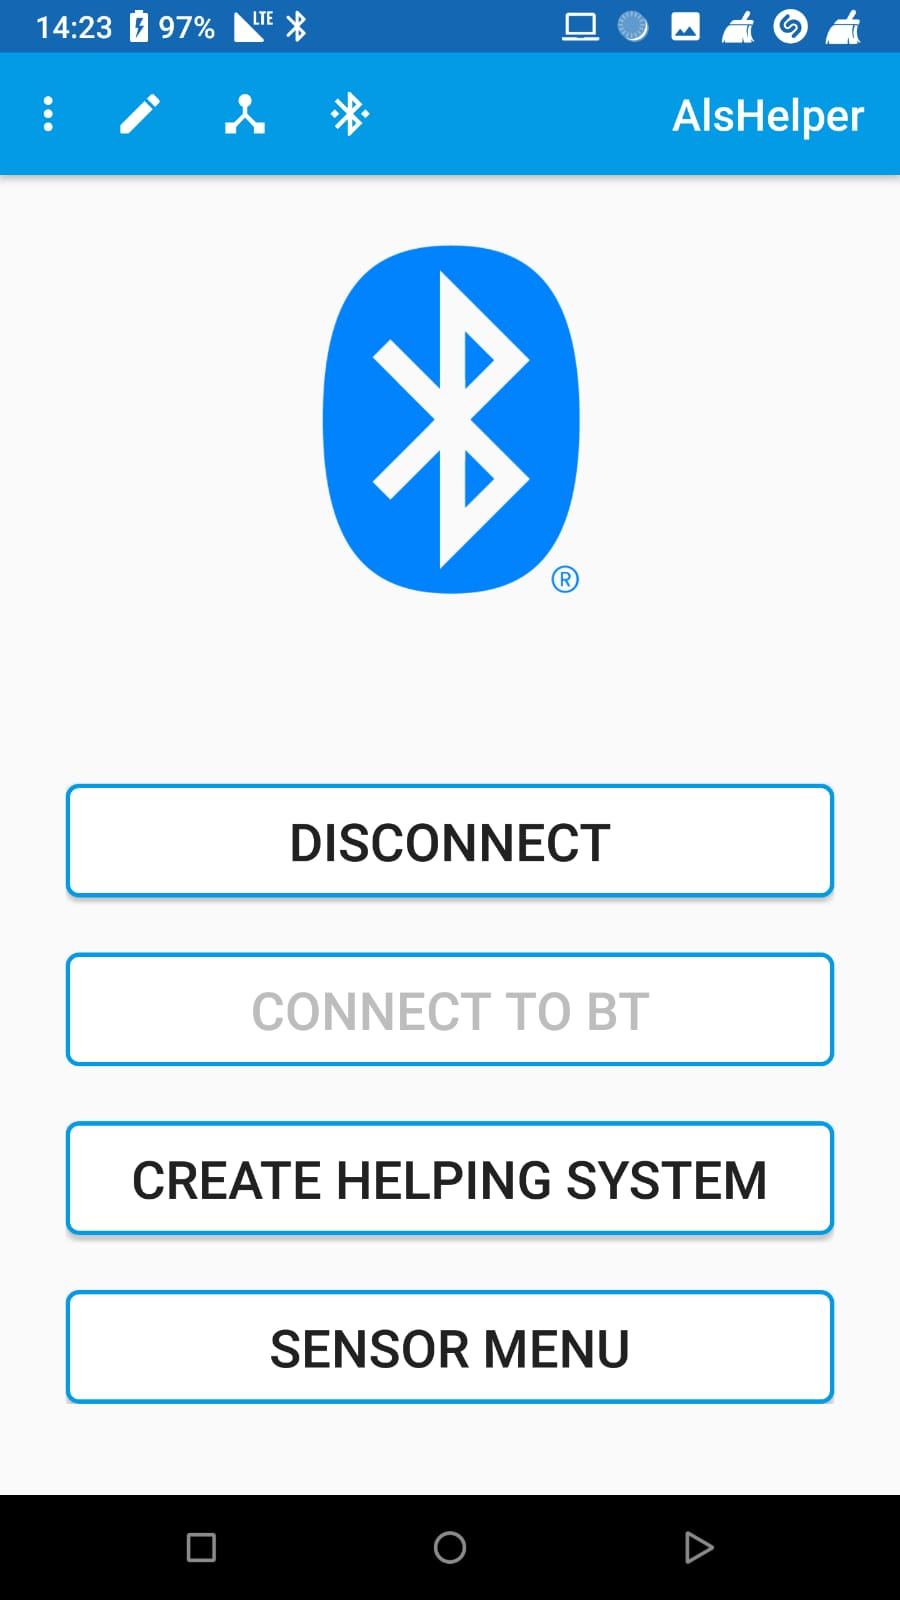 14:23 97% LTE
AlsHelper
®
DISCONNECT
CONNECT TO BT
CREATE HELPING SYSTEM
SENSOR MENU